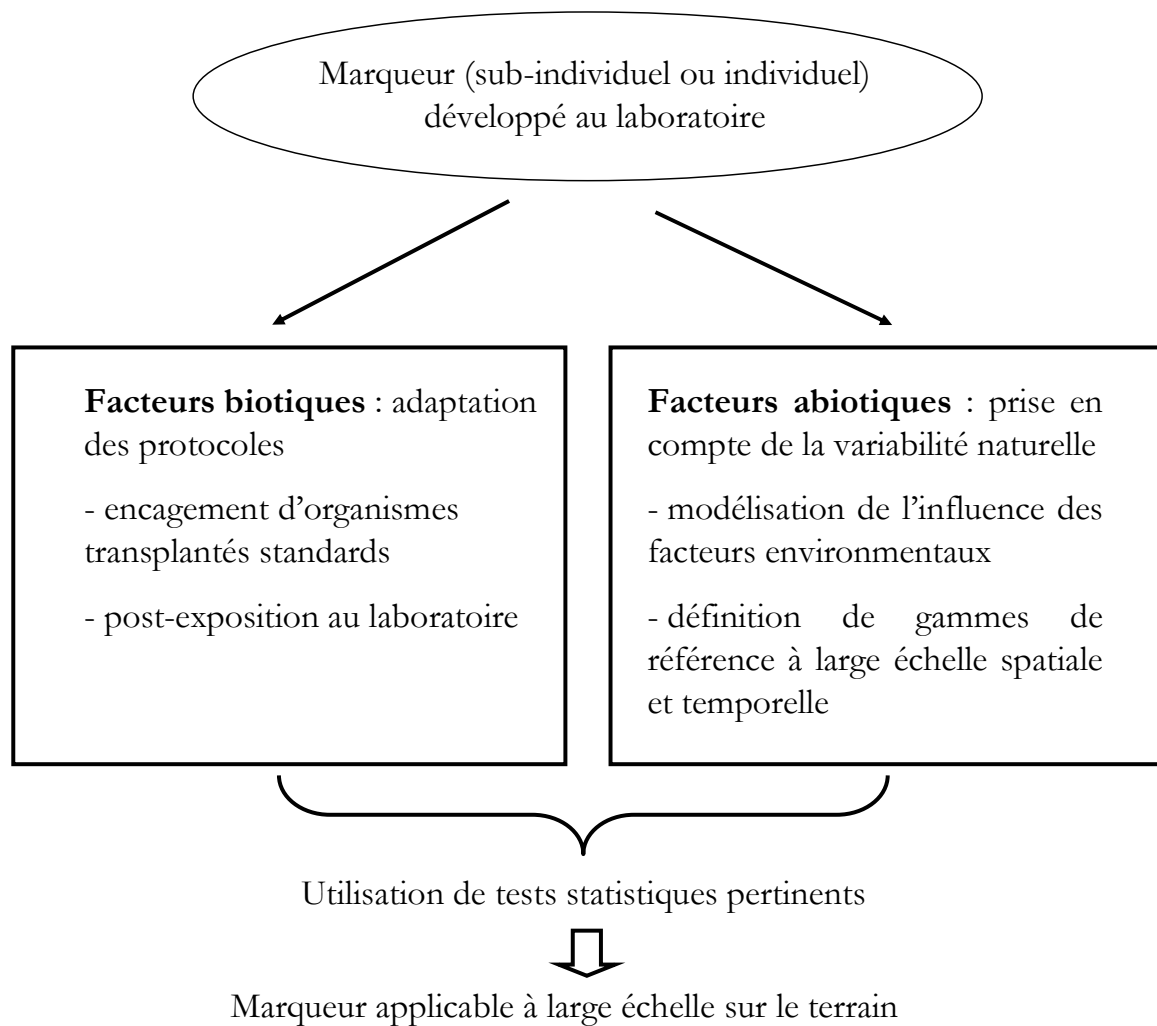 Marqueur (sub-individuel ou individuel)
développé au laboratoire
Facteurs biotiques : adaptation
des protocoles
- encagement d’organismes
transplantés standards
- post-exposition au laboratoire
Facteurs abiotiques : prise en
compte de la variabilité naturelle
- modélisation de l’influence des
facteurs environmentaux
- définition de gammes de
référence à large échelle spatiale
et temporelle
Utilisation de tests statistiques pertinents
Marqueur applicable à large échelle sur le terrain